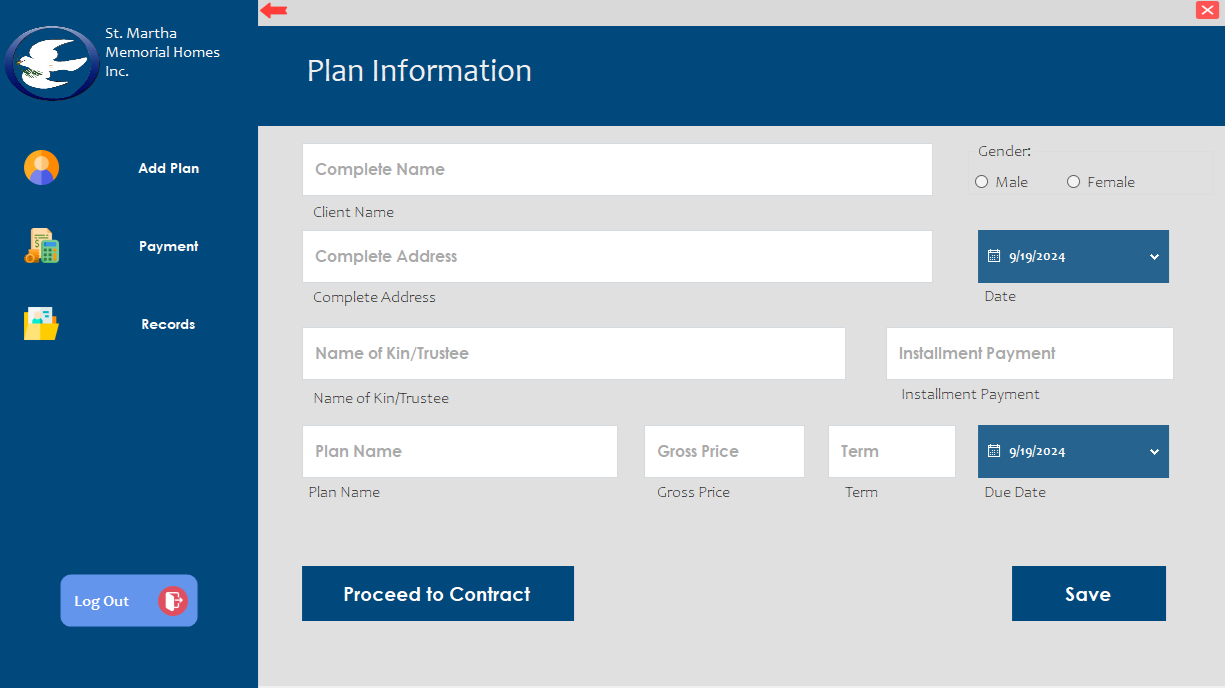 St. Martha
Memorial Homes
Inc.
Add Plan
Payment
Records
Log Out
Plan Information
Complete Name
Client Name
Gender:
Male
Female
Complete Address
Complete Address
9/19/2024
Date
Name of Kin/Trustee
Name of Kin/Trustee
Installment Payment
Installment Payment
Plan Name
Plan Name
Gross Price
Gross Price
Term
Term
9/19/2024
Due Date
Proceed to Contract
Save